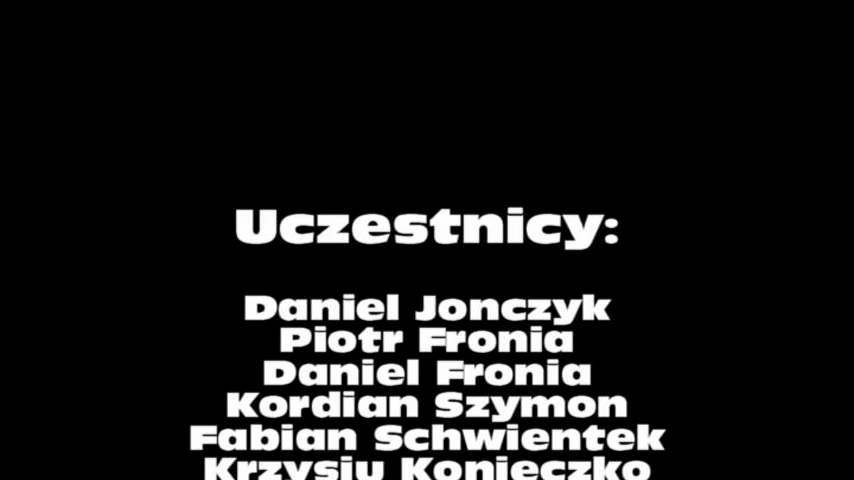 Uczestnicy:
Daniel Jonczyk
Piotr Fronia
Daniel Fronia
Kordian Szymon
Fabian Schwientek
Krzysiu Konieczko